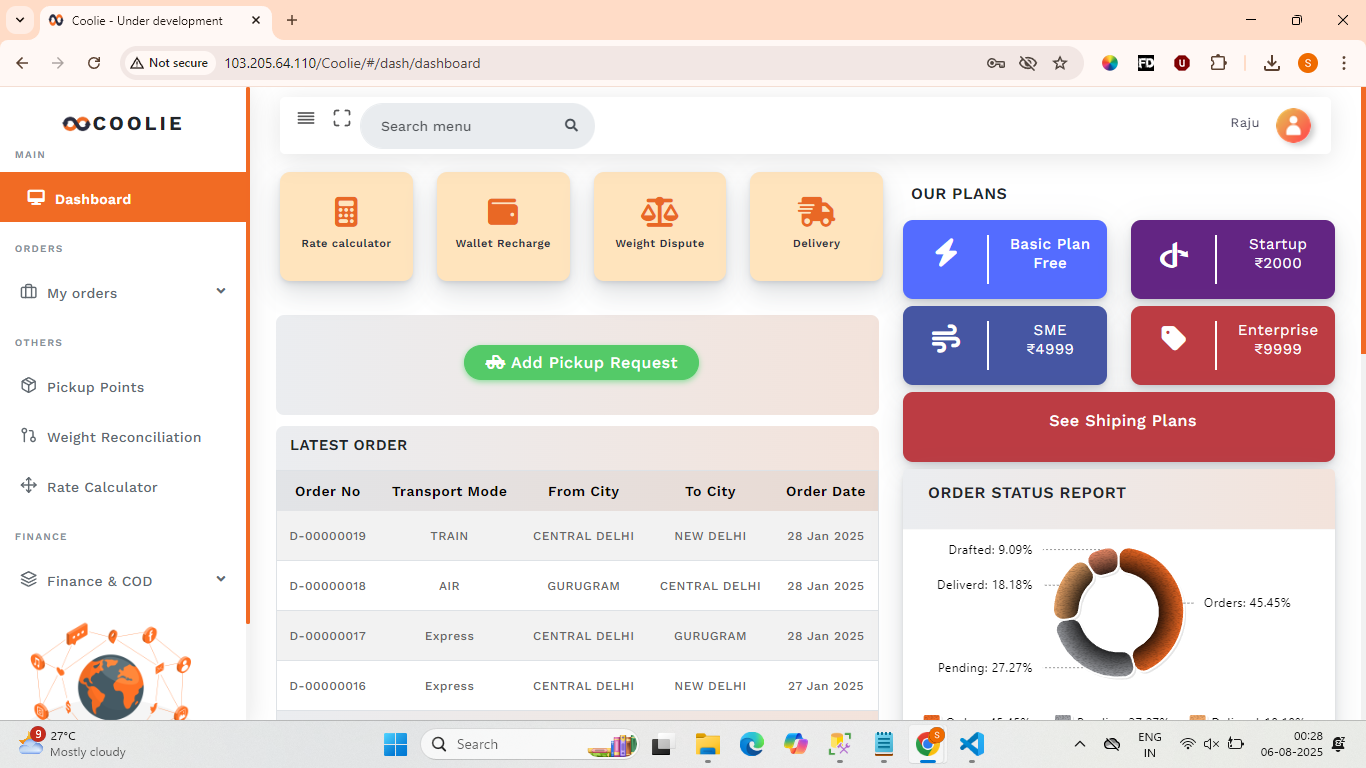 Coolie - Under development
Not secure
103.205.64.110/Coolie/#/dash/dashboard
FD
u
S
COOLIE
MAIN
Dashboard
ORDERS
My orders
OTHERS
Pickup Points
Weight Reconciliation
Rate Calculator
FINANCE
Finance & COD
Search menu
Raju
Rate calculator
Wallet Recharge
Weight Dispute
Delivery
Add Pickup Request
LATEST ORDER
Order No Transport Mode From City To City Order Date
D-00000019 TRAIN CENTRAL DELHI NEW DELHI 28 Jan 2025
D-00000018 AIR GURUGRAM CENTRAL DELHI 28 Jan 2025
D-00000017 Express CENTRAL DELHI GURUGRAM 28 Jan 2025
D-00000016 Express CENTRAL DELHI NEW DELHI 27 Jan 2025
OUR PLANS
Basic Plan
Free
Startup
₹2000
SME
₹4999
Enterprise
₹9999
See Shiping Plans
ORDER STATUS REPORT
Drafted: 9.09%
Deliverd: 18.18%
Orders: 45.45%
Pending: 27.27%
9
27°C
Mostly cloudy
Search
S
ENG
IN
00:28
06-08-2025